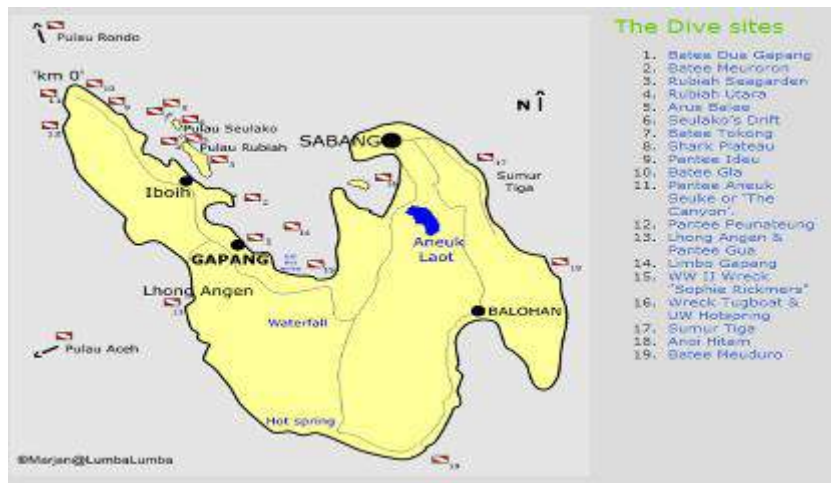 The Dive sites
1. Batee Dua Gapang
2. Batee Meuroron
3. Rubiah Seagarden
4. Rubiah Utara
5. Arus Balee
6. Seulako's Drift
7. Batee Tokong
8. Shark Plateau
9. Pantee Ideu
10. Batee Gla
11. Pantee Aneuk
Seuke or 'The
Canyon'.
12. Pantee Peunateung
13. Lhong Angen &
Pantee Gua
14. Limbo Gapang
15. WW II Wreck
"Sophie Rickmers"
16. Wreck Tugboat &
UW Hotspring
17. Sumur Tiga
18. Anoi Hitam
19. Batee Meuduro
Pulau Rondo
'km 0'
Pulau Seulako
Pulau Rubiah
N
SABANG
Sumur
Tiga
Iboih
Aneuk
Laot
GAPANG
Lhong Angen
BALOHAN
Waterfall
Pulau Aceh
Hot spring
©Marjan@LumbaLumba